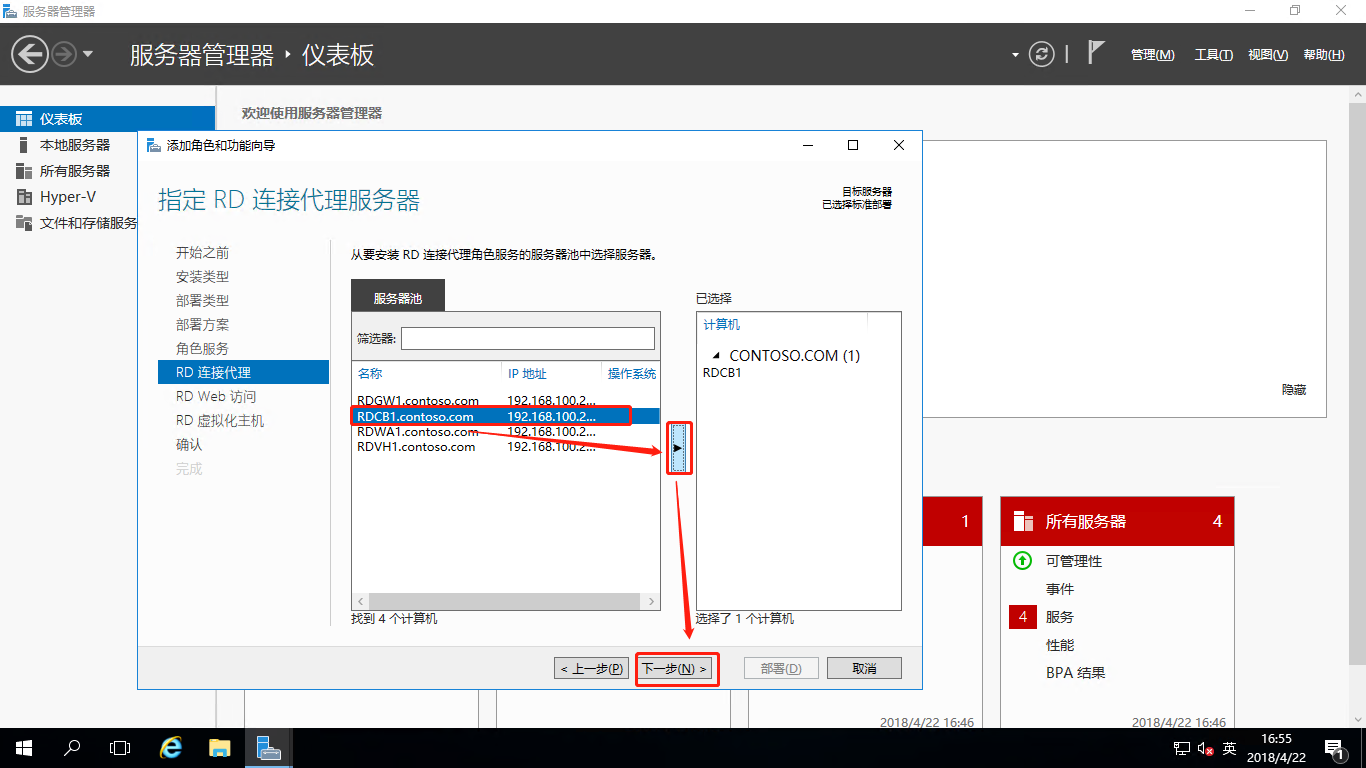 服务器管理器
服务器管理器 · 仪表板
管理(M) 工具(T) 视图(V) 帮助(H)
仪表板
本地服务器
所有服务器
Hyper-V
文件和存储服务
欢迎使用服务器管理器
添加角色和功能向导
指定 RD 连接代理服务器
目标服务器
已选择标准部署
开始之前
安装类型
部署类型
部署方案
角色服务
RD 连接代理
RD Web 访问
RD 虚拟化主机
确认
完成
从要安装 RD 连接代理角色服务的服务器池中选择服务器。
服务器池
筛选器:
名称 IP 地址 操作系统
RDGW1.contoso.com 192.168.100.2...
RDCB1.contoso.com 192.168.100.2...
RDWA1.contoso.com 192.168.100.2...
RDVH1.contoso.com 192.168.100.2...
找到 4 个计算机
已选择
计算机
CONTOSO.COM (1)
RDCB1
选择了 1 个计算机
< 上一步(P) 下一步(N) > 部署(D) 取消
隐藏
1
所有服务器 4
可管理性
事件
4 服务
性能
BPA 结果
2018/4/22 16:46
2018/4/22 16:46
英
16:55
2018/4/22
1